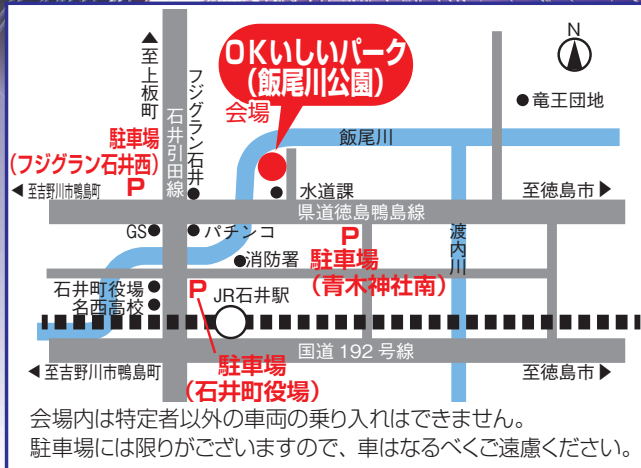 N
▲至上板町
OKいしいパーク
(飯尾川公園)
会場
フジグラン石井
石井引田線
●竜王団地
駐車場
(フジグラン石井西)
P
飯尾川
◀至吉野川市鴨島町
水道課
至徳島市▶
県道徳島鴨島線
GS
パチンコ
P
渡内川
消防署
駐車場
(青木神社南)
石井町役場
名西高校
P
JR石井駅
国道192号線
◀至吉野川市鴨島町
駐車場
(石井町役場)
至徳島市▶
会場内は特定者以外の車両の乗り入れはできません。
駐車場には限りがございますので、車はなるべくご遠慮ください。